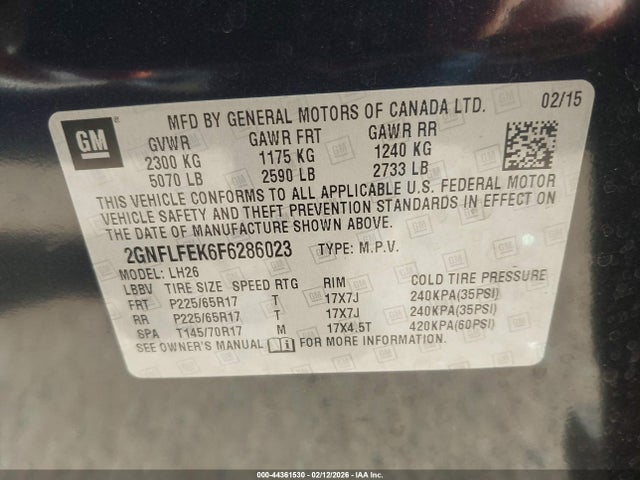 MFD BY GENERAL MOTORS OF CANADA LTD. 02/15
GM
GVWR GAWR FRT GAWR RR
2300 KG 1175 KG 1240 KG
5070 LB 2590 LB 2733 LB
THIS VEHICLE CONFORMS TO ALL APPLICABLE U.S. FEDERAL MOTOR
VEHICLE SAFETY AND THEFT PREVENTION STANDARDS IN EFFECT ON
THE DATE OF MANUFACTURE SHOWN ABOVE.
2GNFLFEK6F6286023 TYPE: M.P.V.
MODEL: LH26
LBBV TIRE SIZE SPEED RTG RIM COLD TIRE PRESSURE
FRT P225/65R17 T 17X7J 240KPA(35PSI)
RR P225/65R17 T 17X7J 240KPA(35PSI)
SPA T145/70R17 M 17X4.5T 420KPA(60PSI)
SEE OWNER'S MANUAL i FOR MORE INFORMATION.
000-44361530 - 02/12/2026 - IAA Inc.